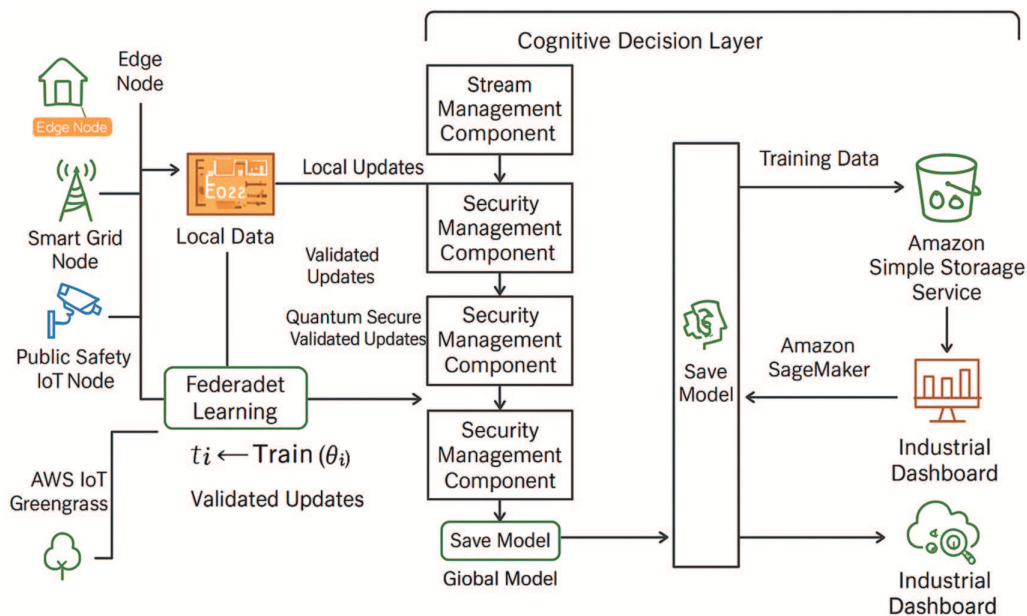 Cognitive Decision Layer
Edge
Node
Edge Node
Smart Grid
Node
Public Safety
IoT Node
AWS IoT
Greengrass
E022
Local Data
Local Updates
Validated
Updates
Quantum Secure
Validated Updates
Federadet
Learning
ti ← Train (θi)
Validated Updates
Stream
Management
Component
Security
Management
Component
Security
Management
Component
Security
Management
Component
Save Model
Global Model
Save
Model
Training Data
Amazon
Simple Storaage
Service
Amazon
SageMaker
Industrial
Dashboard
Industrial
Dashboard